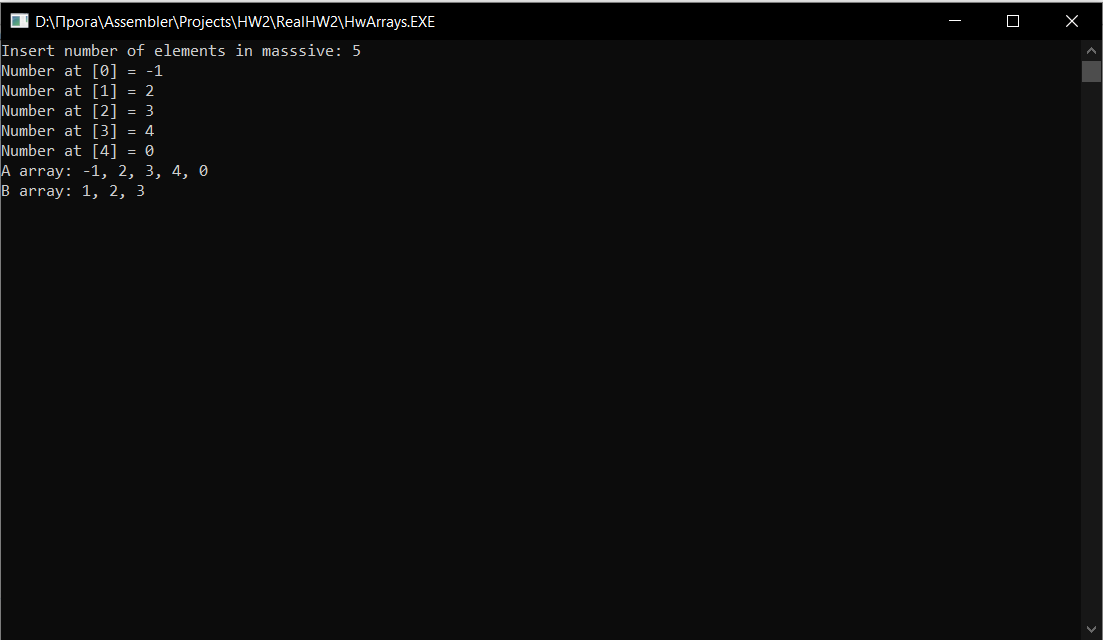 D:\Прога\Assembler\Projects\HW2\RealHW2\HwArrays.EXE
Insert number of elements in masssive: 5
Number at [0] = -1
Number at [1] = 2
Number at [2] = 3
Number at [3] = 4
Number at [4] = 0
A array: -1, 2, 3, 4, 0
B array: 1, 2, 3